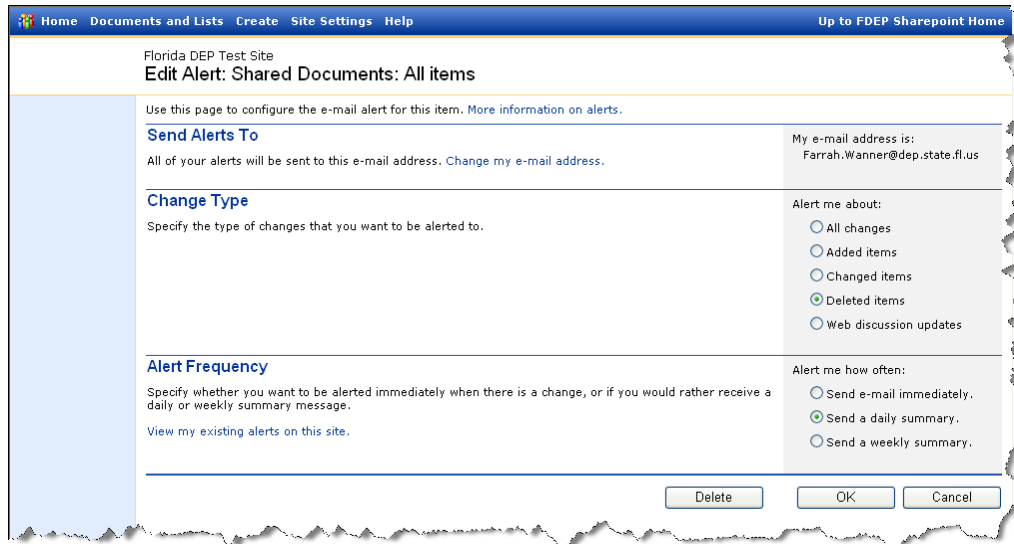 Home Documents and Lists Create Site Settings Help
Up to FDEP Sharepoint Home
Florida DEP Test Site
Edit Alert: Shared Documents: All items
Use this page to configure the e-mail alert for this item. More information on alerts.
Send Alerts To
All of your alerts will be sent to this e-mail address. Change my e-mail address.
My e-mail address is:
Farrah.Wanner@dep.state.fl.us
Change Type
Specify the type of changes that you want to be alerted to.
Alert me about:
All changes
Added items
Changed items
Deleted items
Web discussion updates
Alert Frequency
Specify whether you want to be alerted immediately when there is a change, or if you would rather receive a
daily or weekly summary message.
View my existing alerts on this site.
Alert me how often:
Send e-mail immediately.
Send a daily summary.
Send a weekly summary.
Delete
OK
Cancel